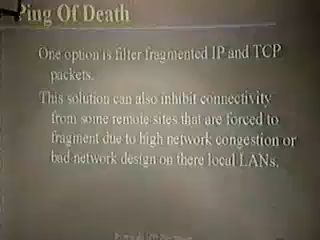 Ping Of Death
One option is filter fragmented IP and TCP
packets.
This solution can also inhibit connectivity
from some remote sites that are forced to
fragment due to high network congestion or
bad network design on there local LANs.